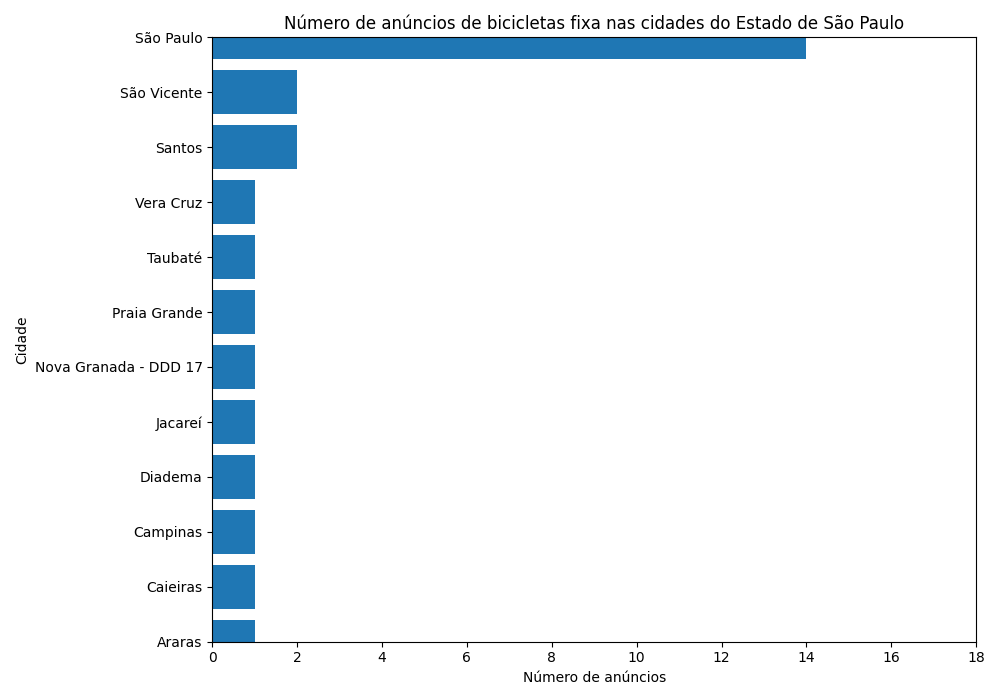 Número de anúncios de bicicletas fixa nas cidades do Estado de São Paulo
São Paulo
São Vicente
Santos
Vera Cruz
Taubaté
Praia Grande
Nova Granada - DDD 17
Jacareí
Diadema
Campinas
Caieiras
Araras
Cidade
0 2 4 6 8 10 12 14 16 18
Número de anúncios